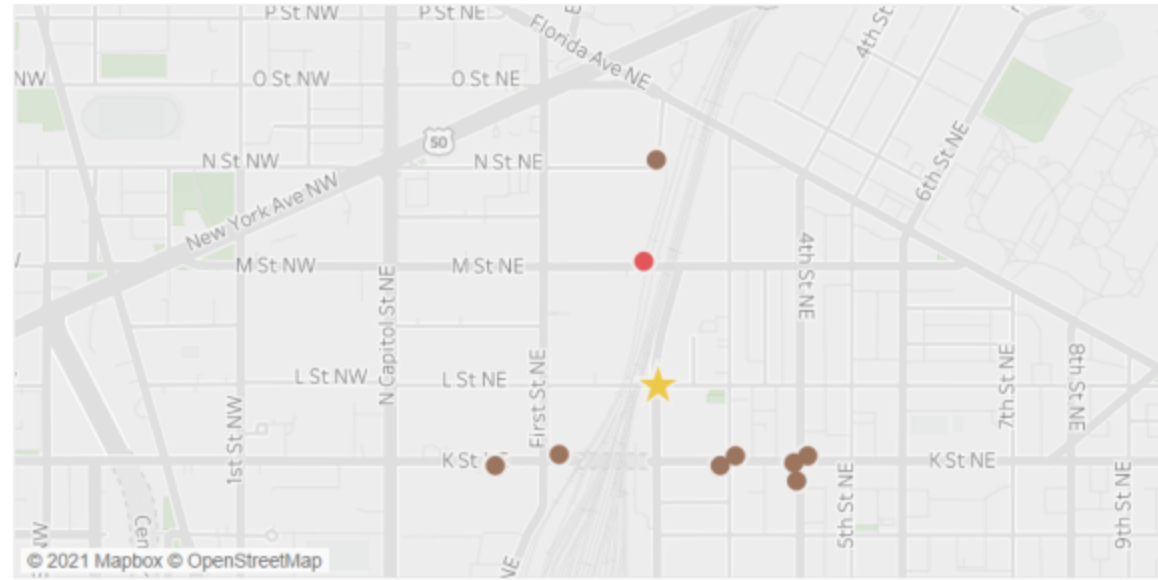 P St NW
P St NE
Florida Ave NE
4th St
NW
O St NW
O St NE
50
N St NW
N St NE
6th St NE
New York Ave NW
M St NW
M St NE
4th St NE
N Capitol St NE
L St NW
L St NE
First St NE
7th St NE
8th St NE
1st St NW
K St
K St NE
5th St NE
9th St NE
NW
Cen
NE
© 2021 Mapbox © OpenStreetMap